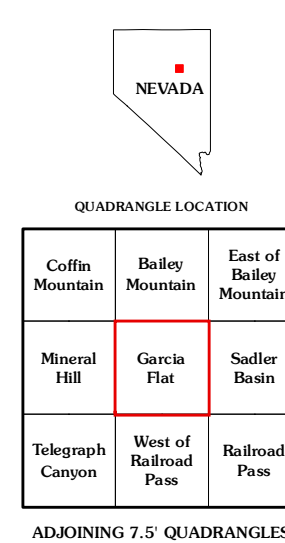 NEVADA
QUADRANGLE LOCATION
Coffin
Mountain
Bailey
Mountain
East of
Bailey
Mountain
Mineral
Hill
Garcia
Flat
Sadler
Basin
Telegraph
Canyon
West of
Railroad
Pass
Railroad
Pass
ADJOINING 7.5' QUADRANGLES